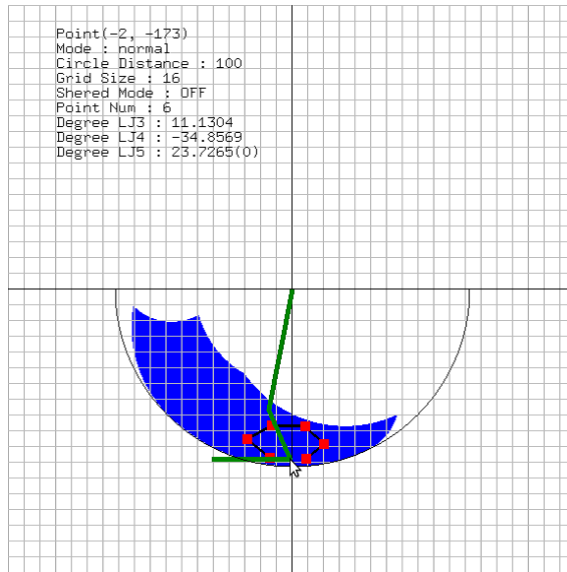 Point(-2, -173)
Mode : normal
Circle Distance : 100
Grid Size : 16
Shered Mode : OFF
Point Num : 6
Degree LJ3 : 11.1304
Degree LJ4 : -34.8569
Degree LJ5 : 23.7265(0)